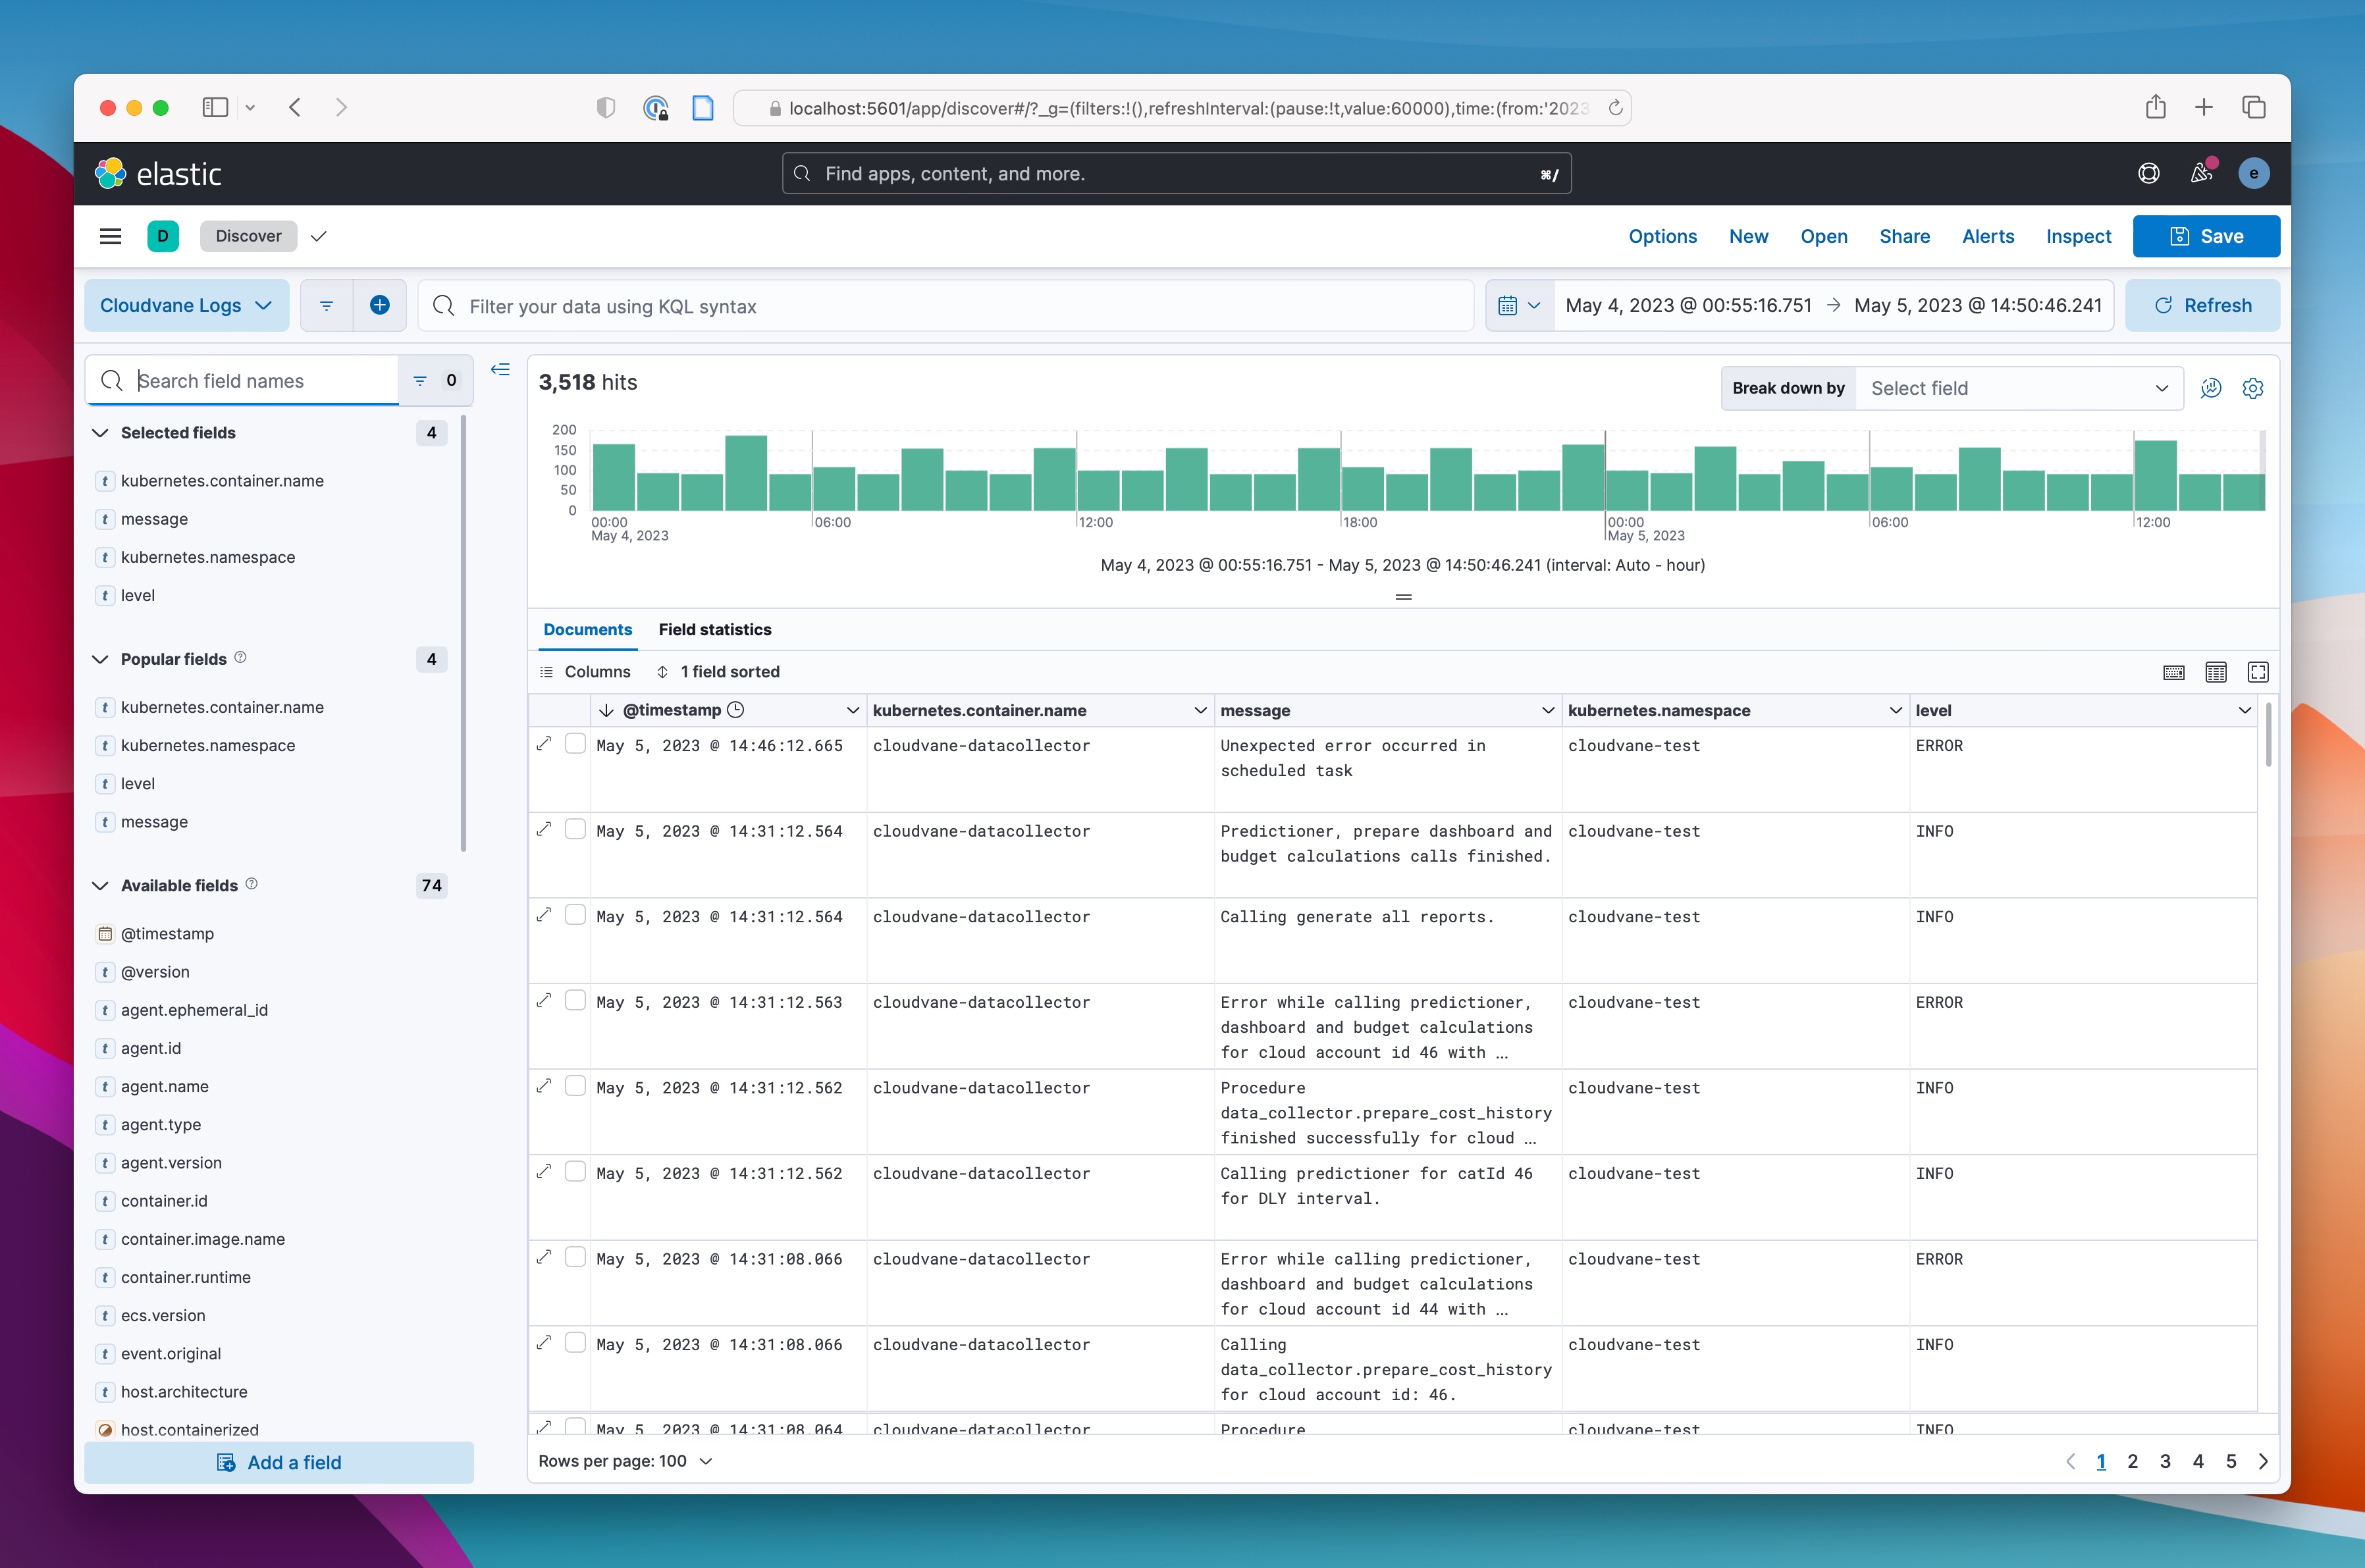 localhost:5601/app/discover#/?_g=(filters:!(),refreshInterval:(pause:!t,value:60000),time:(from:'2023
elastic
Find apps, content, and more.
⌘/
e
D
Discover
Options
New
Open
Share
Alerts
Inspect
Save
Cloudvane Logs
Filter your data using KQL syntax
May 4, 2023 @ 00:55:16.751 → May 5, 2023 @ 14:50:46.241
Refresh
Search field names
0
Selected fields
4
t kubernetes.container.name
t message
t kubernetes.namespace
t level
Popular fields
4
t kubernetes.container.name
t kubernetes.namespace
t level
t message
Available fields
74
@timestamp
t @version
t agent.ephemeral_id
t agent.id
t agent.name
t agent.type
t agent.version
t container.id
t container.image.name
t container.runtime
t ecs.version
t event.original
t host.architecture
host.containerized
Add a field
3,518 hits
Break down by
Select field
200
150
100
50
0
00:00
May 4, 2023
06:00
12:00
18:00
00:00
May 5, 2023
06:00
12:00
May 4, 2023 @ 00:55:16.751 - May 5, 2023 @ 14:50:46.241 (interval: Auto - hour)
Documents
Field statistics
Columns
1 field sorted
@timestamp
kubernetes.container.name
message
kubernetes.namespace
level
May 5, 2023 @ 14:46:12.665
cloudvane-datacollector
Unexpected error occurred in
scheduled task
cloudvane-test
ERROR
May 5, 2023 @ 14:31:12.564
cloudvane-datacollector
Predictioner, prepare dashboard and
budget calculations calls finished.
cloudvane-test
INFO
May 5, 2023 @ 14:31:12.564
cloudvane-datacollector
Calling generate all reports.
cloudvane-test
INFO
May 5, 2023 @ 14:31:12.563
cloudvane-datacollector
Error while calling predictioner,
dashboard and budget calculations
for cloud account id 46 with …
cloudvane-test
ERROR
May 5, 2023 @ 14:31:12.562
cloudvane-datacollector
Procedure
data_collector.prepare_cost_history
finished successfully for cloud …
cloudvane-test
INFO
May 5, 2023 @ 14:31:12.562
cloudvane-datacollector
Calling predictioner for catId 46
for DLY interval.
cloudvane-test
INFO
May 5, 2023 @ 14:31:08.066
cloudvane-datacollector
Error while calling predictioner,
dashboard and budget calculations
for cloud account id 44 with …
cloudvane-test
ERROR
May 5, 2023 @ 14:31:08.066
cloudvane-datacollector
Calling
data_collector.prepare_cost_history
for cloud account id: 46.
cloudvane-test
INFO
May 5, 2023 @ 14:31:08.064
cloudvane-datacollector
Procedure
cloudvane-test
INFO
Rows per page: 100
1
2
3
4
5